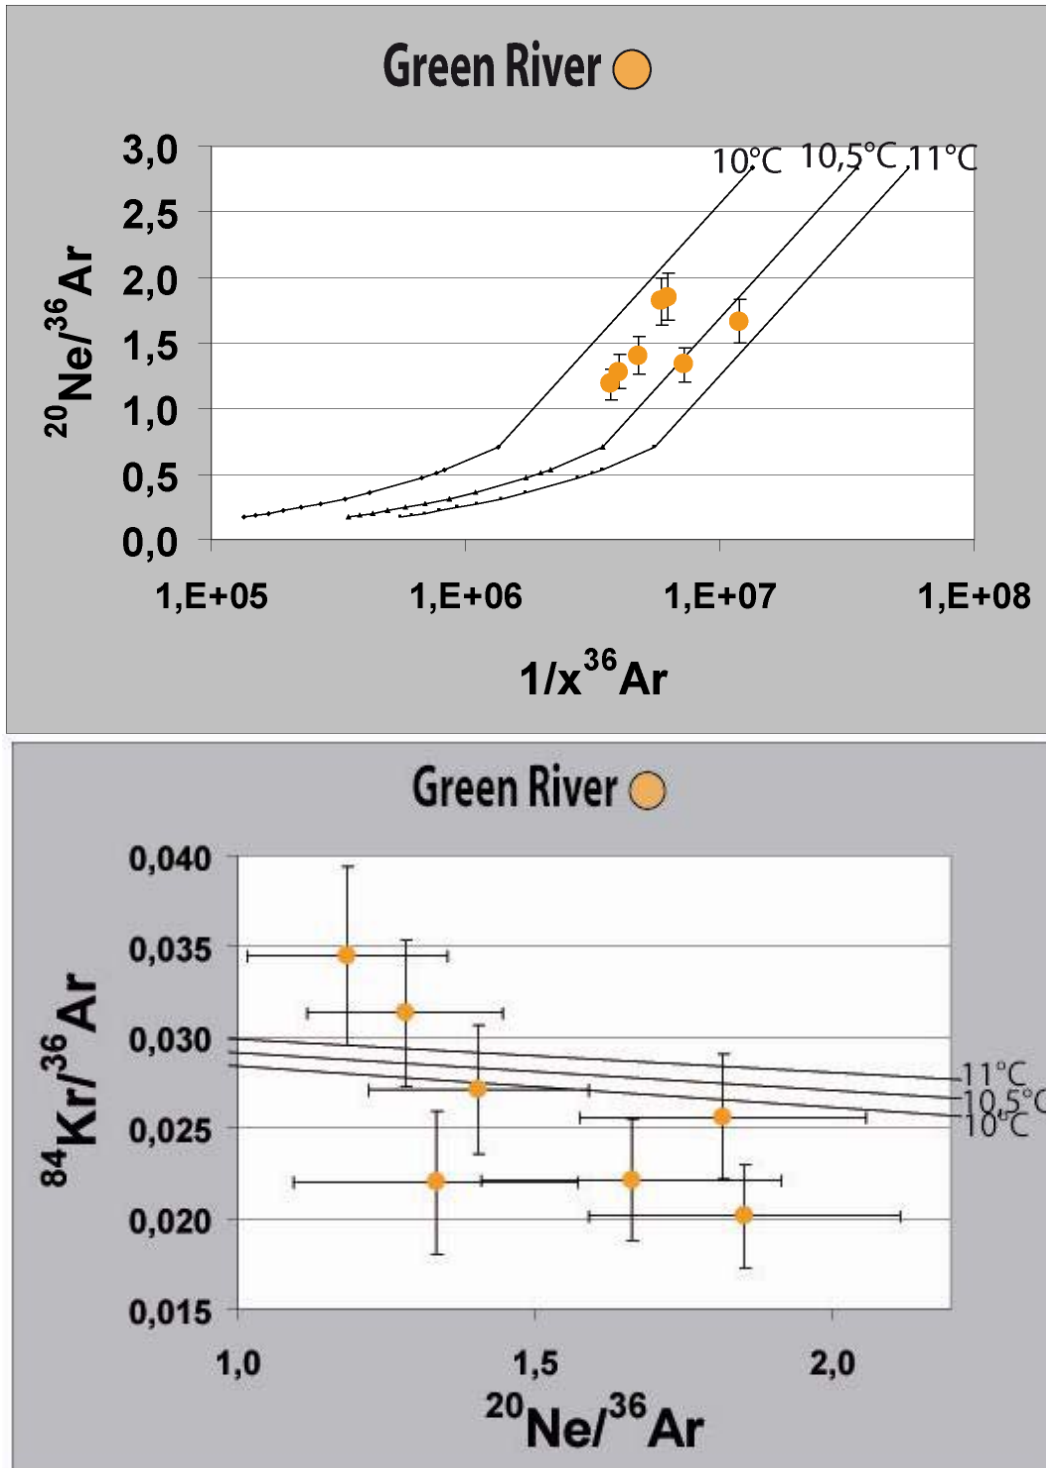 Green River
3,0
2,5
2,0
1,5
1,0
0,5
0,0
20Ne/36Ar
10°C 10,5°C 11°C
1,E+05 1,E+06 1,E+07 1,E+08
1/x36Ar
Green River
0,040
0,035
0,030
0,025
0,020
0,015
84Kr/36Ar
11°C
10,5°C
10°C
1,0 1,5 2,0
20Ne/36Ar